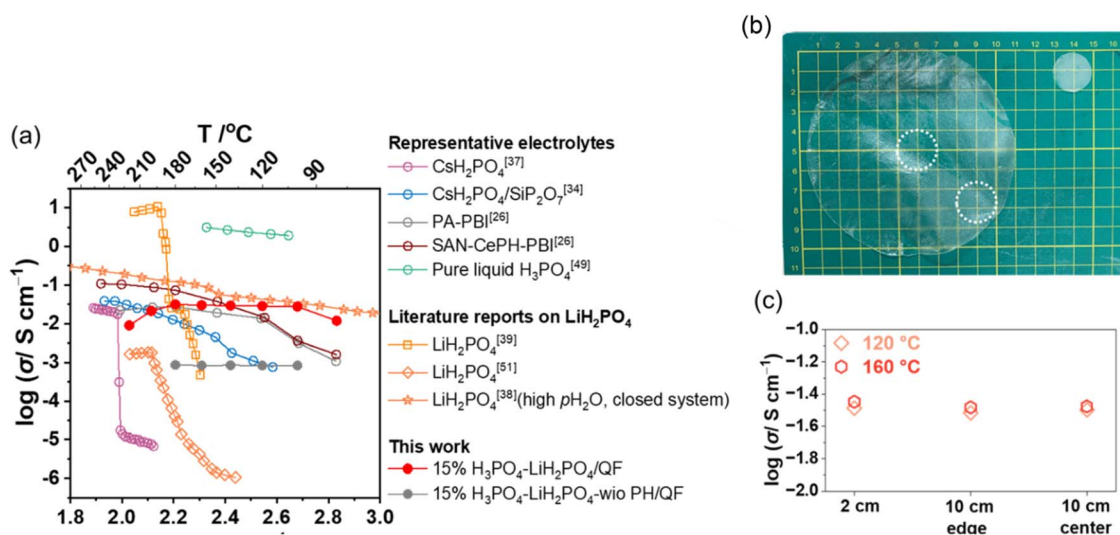 (a)
T /°C
270 240 210 180 150 120 90
log (σ/ S cm⁻¹)
1
0
-1
-2
-3
-4
-5
-6
1.8 2.0 2.2 2.4 2.6 2.8 3.0
Representative electrolytes
CsH₂PO₄[37]
CsH₂PO₄/SiP₂O₇[34]
PA-PBI[26]
SAN-CePH-PBI[26]
Pure liquid H₃PO₄[49]
Literature reports on LiH₂PO₄
LiH₂PO₄[39]
LiH₂PO₄[51]
LiH₂PO₄[38](high pH₂O, closed system)
This work
15% H₃PO₄-LiH₂PO₄/QF
15% H₃PO₄-LiH₂PO₄-wio PH/QF
(b)
1 2 3 4 5 6 7 8 9 10 11 12 13 14 15 16
1
2
3
4
5
6
7
8
9
10
11
(c)
120 °C
160 °C
log (σ/ S cm⁻¹)
−1.0
−1.2
−1.4
−1.6
−1.8
−2.0
2 cm 10 cm 10 cm
edge center